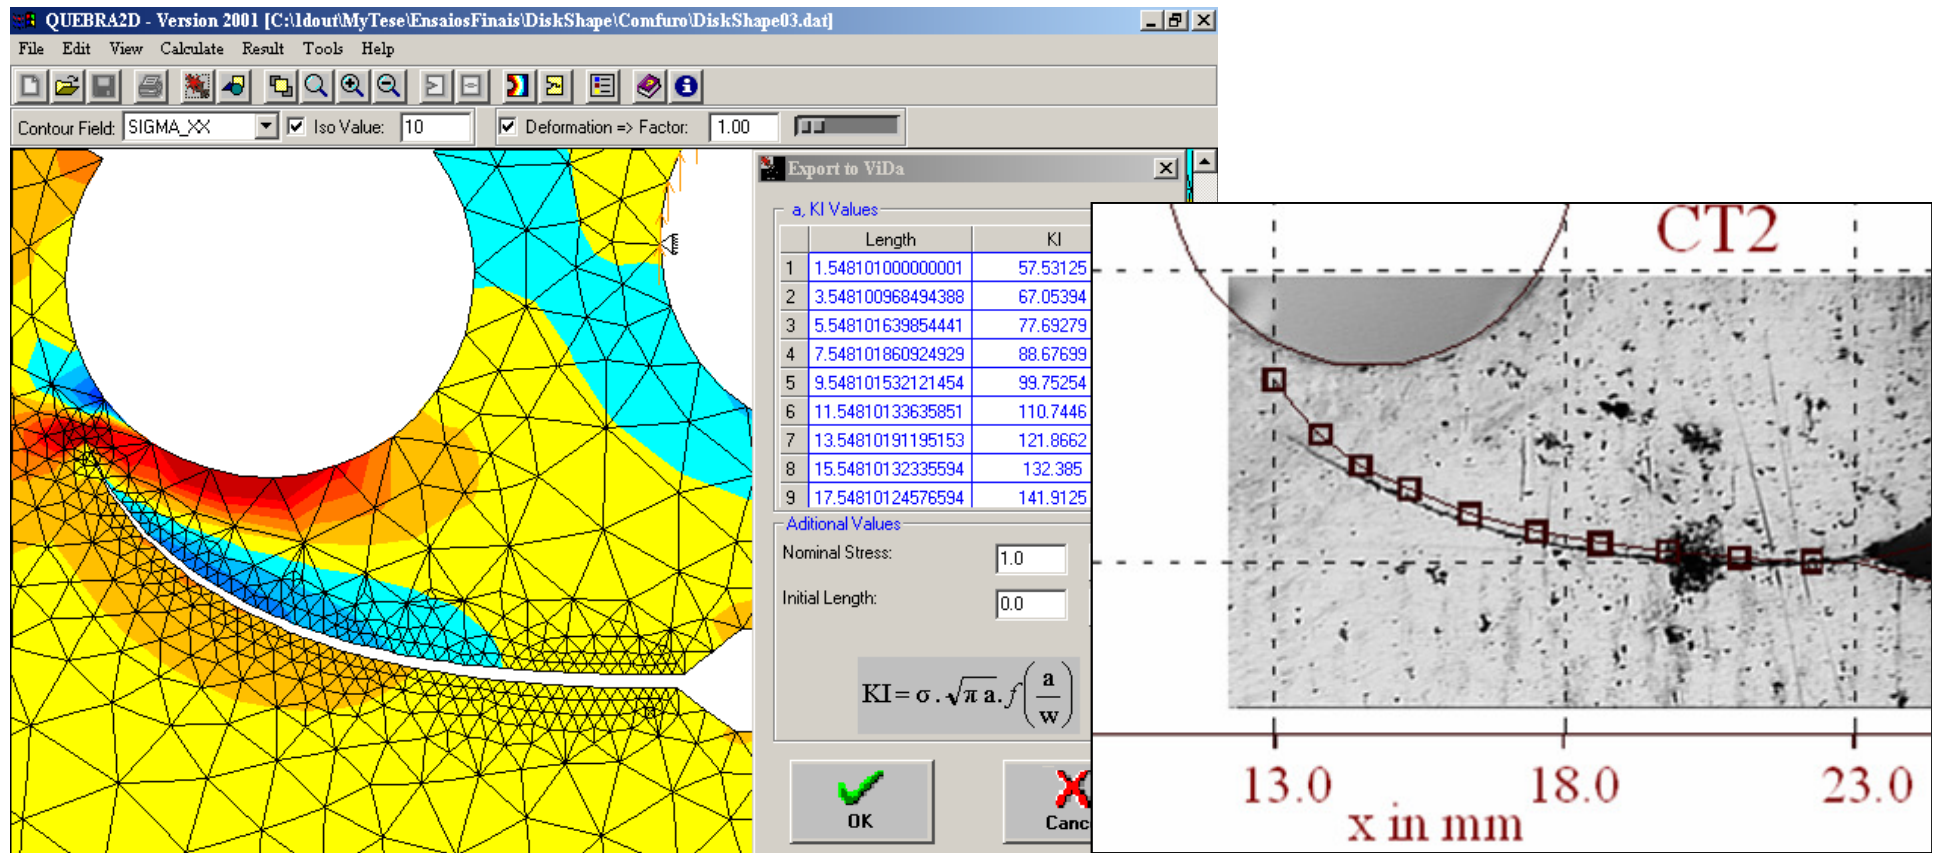 QUEBRA2D - Version 2001 [C:\1dout\MyTese\EnsaiosFinais\DiskShape\Comfuro\DiskShape03.dat]
File Edit View Calculate Result Tools Help
Contour Field: SIGMA_XX Iso Value: 10 Deformation => Factor: 1.00
Export to ViDa
a, KI Values
Length KI
1 1.548101000000001 57.53125
2 3.548100968494388 67.05394
3 5.548101639854441 77.69279
4 7.548101860924929 88.67699
5 9.548101532121454 99.75254
6 11.54810133635851 110.7446
7 13.54810191195153 121.8662
8 15.54810132335594 132.385
9 17.54810124576594 141.9125
Aditional Values
Nominal Stress: 1.0
Initial Length: 0.0
KI = σ . √π a . f(a/w)
OK
Canc
CT2
13.0 18.0 23.0
x in mm